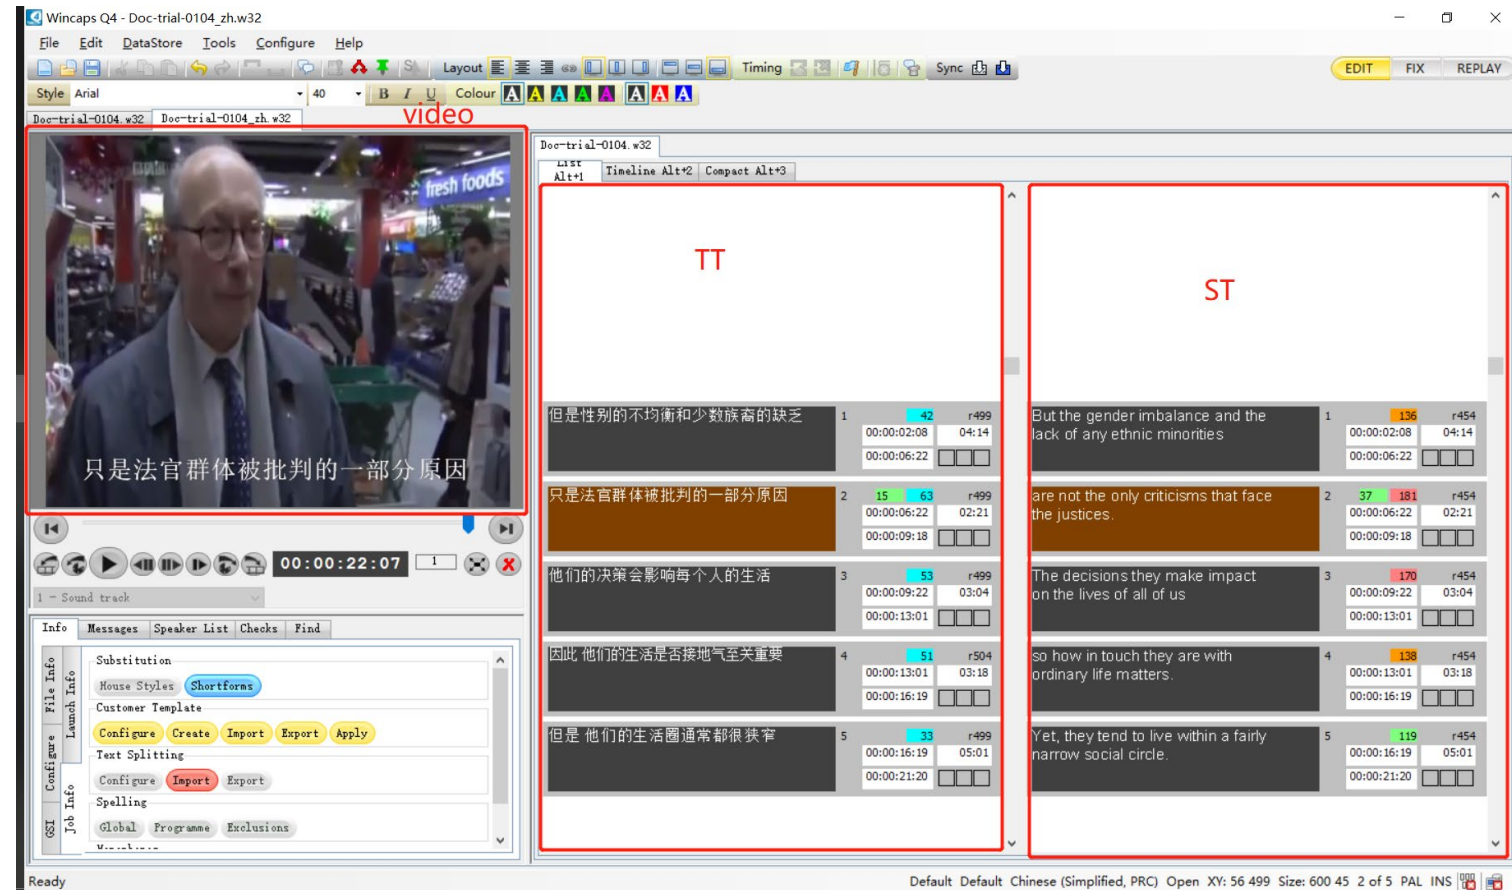 Wincaps Q4 - Doc-trial-0104_zh.w32
File Edit DataStore Tools Configure Help
Layout Timing Sync EDIT FIX REPLAY
Style Arial 40 B I U Colour A A A A A A A A
Doc-trial-0104.w32 Doc-trial-0104_zh.w32 video
fresh foods
只是法官群体被批判的一部分原因
00:00:22:07 1
1 - Sound track
Info Messages Speaker List Checks Find
File Info
Configure
GSI
Launch Info
Job Info
Substitution
House Styles Shortforms
Customer Template
Configure Create Import Export Apply
Text Splitting
Configure Import Export
Spelling
Global Programme Exclusions
Doc-trial-0104.w32
List
Alt+1 Timeline Alt+2 Compact Alt+3
TT
但是性别的不均衡和少数族裔的缺乏 1 42 r499
00:00:02:08 04:14
00:00:06:22
只是法官群体被批判的一部分原因 2 15 63 r499
00:00:06:22 02:21
00:00:09:18
他们的决策会影响每个人的生活 3 53 r499
00:00:09:22 03:04
00:00:13:01
因此 他们的生活是否接地气至关重要 4 51 r504
00:00:13:01 03:18
00:00:16:19
但是 他们的生活圈通常都很狭窄 5 33 r499
00:00:16:19 05:01
00:00:21:20
ST
But the gender imbalance and the 1 136 r454
lack of any ethnic minorities 00:00:02:08 04:14
00:00:06:22
are not the only criticisms that face 2 37 181 r454
the justices. 00:00:06:22 02:21
00:00:09:18
The decisions they make impact 3 170 r454
on the lives of all of us 00:00:09:22 03:04
00:00:13:01
so how in touch they are with 4 138 r454
ordinary life matters. 00:00:13:01 03:18
00:00:16:19
Yet, they tend to live within a fairly 5 119 r454
narrow social circle. 00:00:16:19 05:01
00:00:21:20
Ready Default Default Chinese (Simplified, PRC) Open XY: 56 499 Size: 600 45 2 of 5 PAL INS